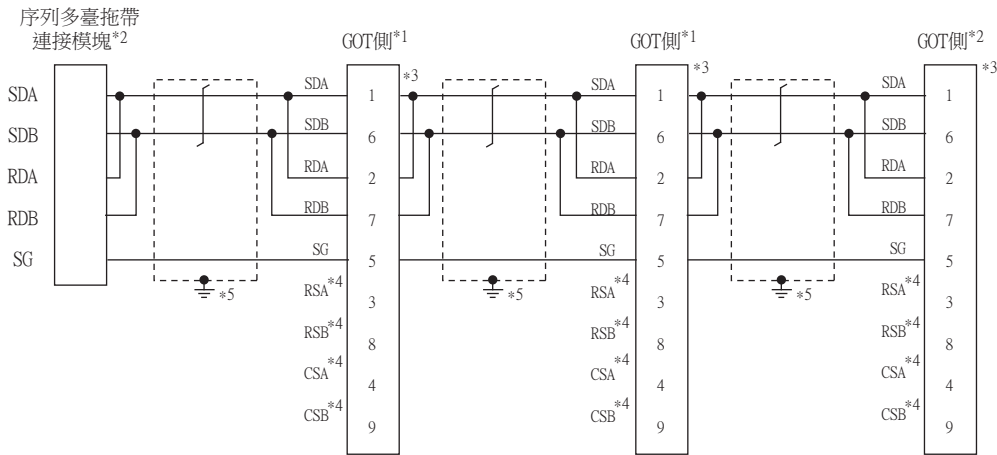 序列多臺拖帶
連接模塊*2
GOT側*1
GOT側*1
GOT側*2
*3
*3
*3
SDA
SDA
1
SDA
1
SDA
1
SDB
SDB
6
SDB
6
SDB
6
RDA
RDA
2
RDA
2
RDA
2
RDB
RDB
7
RDB
7
RDB
7
SG
SG
5
SG
5
SG
5
*5
*5
*5
RSA*4
3
RSA*4
3
RSA*4
3
RSB*4
8
RSB*4
8
RSB*4
8
CSA*4
4
CSA*4
4
CSA*4
4
CSB*4
9
CSB*4
9
CSB*4
9